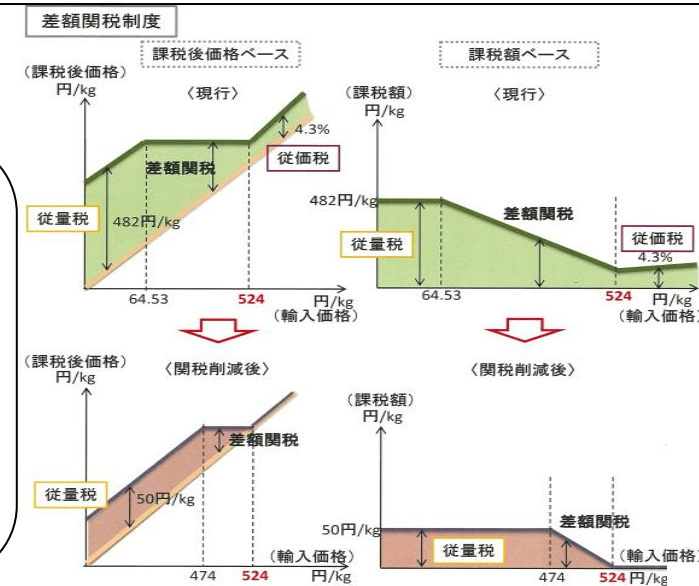 差額関税制度
課税後価格ベース
（課税後価格）
円/kg
〈現行〉
4.3%
従価税
差額関税
従量税
482円/kg
64.53
524
円/kg
（輸入価格）
課税額ベース
（課税額）
円/kg
〈現行〉
482円/kg
差額関税
従価税
4.3%
従量税
64.53
524
円/kg
（輸入価格）
（課税後価格）
円/kg
〈関税削減後〉
差額関税
従量税
50円/kg
（輸入価格）
474
524
円/kg
〈関税削減後〉
（課税額）
円/kg
50円/kg
差額関税
従量税
（輸入価格）
474
524
円/kg